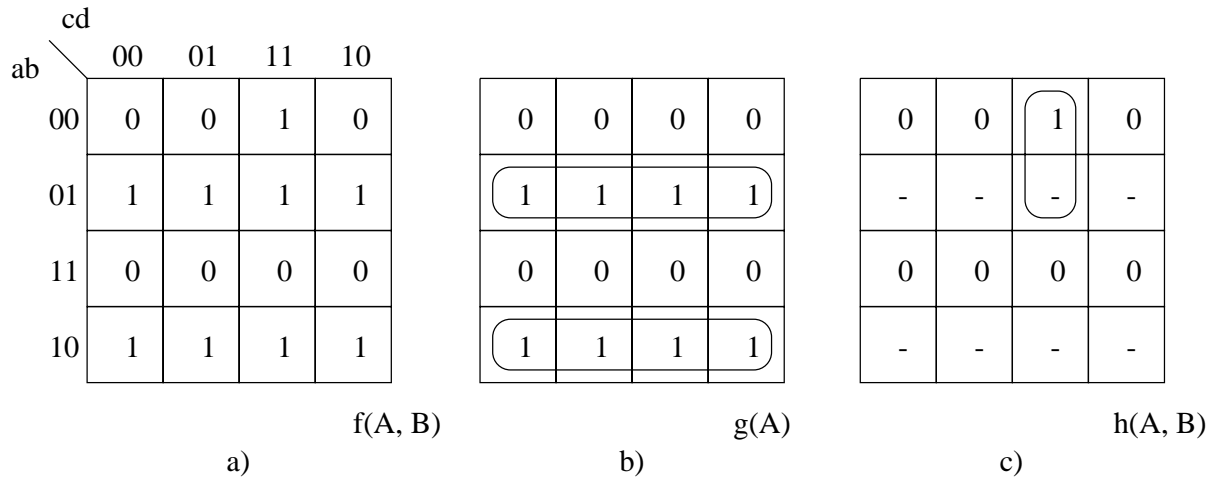 cd
ab
00 01 11 10
00 0 0 1 0 0 0 0 0 0 0 1 0
01 1 1 1 1 1 1 1 1 - - - -
11 0 0 0 0 0 0 0 0 0 0 0 0
10 1 1 1 1 1 1 1 1 - - - -
f(A, B) g(A) h(A, B)
a) b) c)